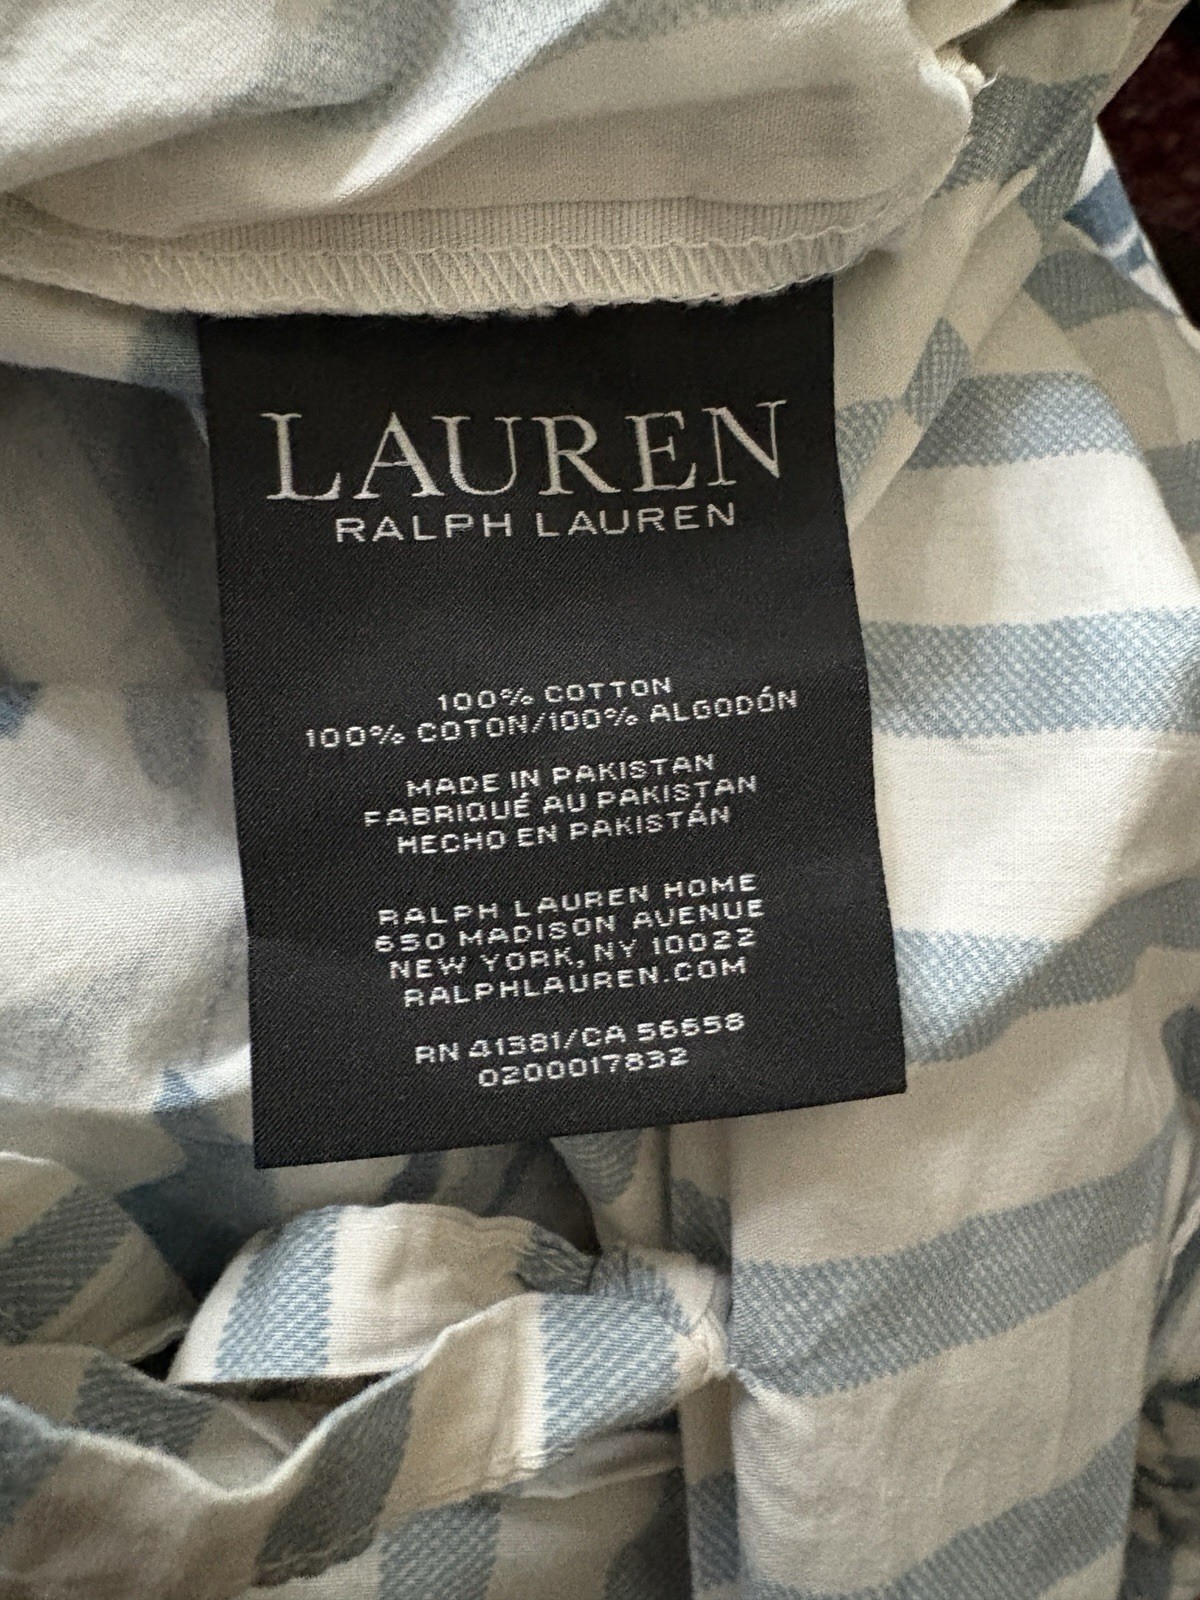 LAUREN
RALPH LAUREN
100% COTTON
100% COTON/100% ALGODÓN
MADE IN PAKISTAN
FABRIQUÉ AU PAKISTAN
HECHO EN PAKISTÁN
RALPH LAUREN HOME
650 MADISON AVENUE
NEW YORK, NY 10022
RALPHLAUREN.COM
RN 41381/CA 56658
0200017832